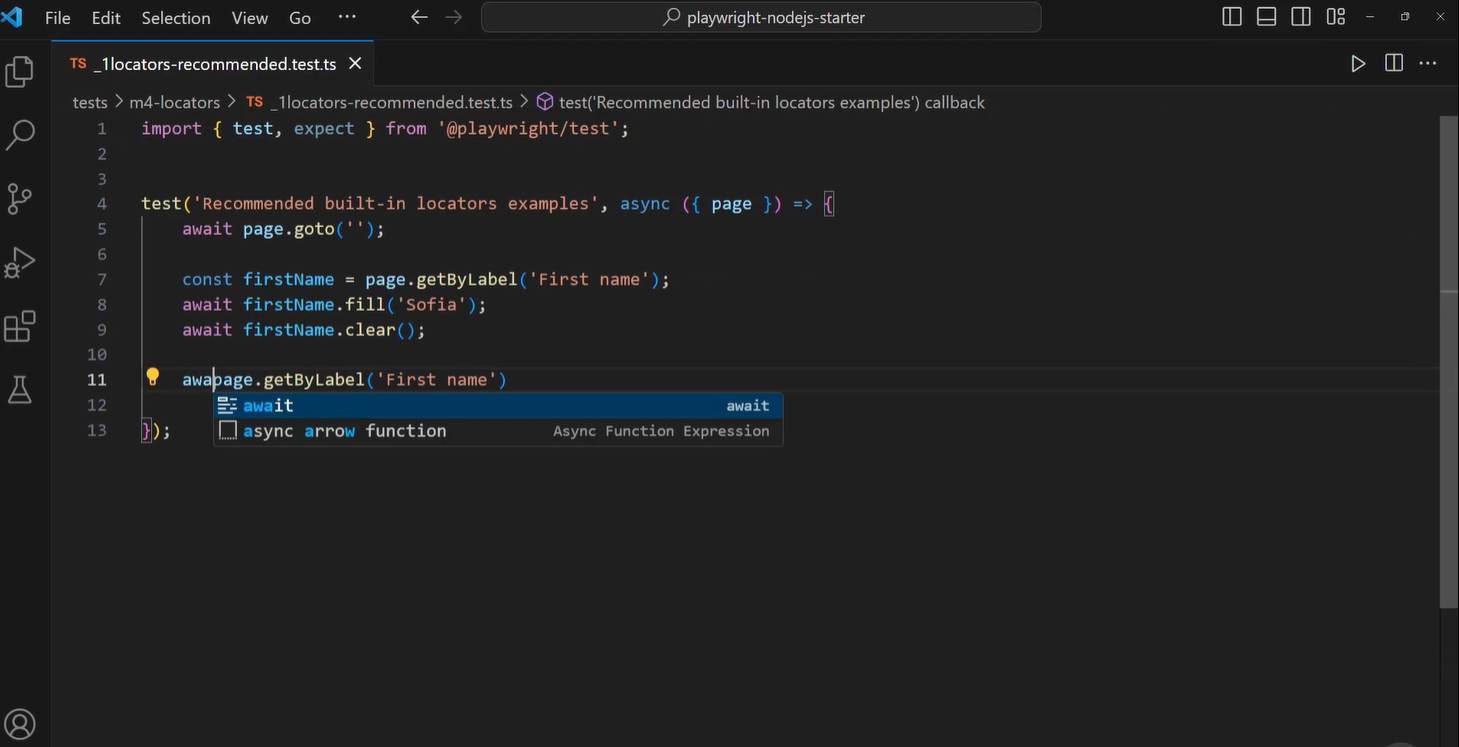 File Edit Selection View Go ··· playwright-nodejs-starter
TS _1locators-recommended.test.ts
tests > m4-locators > TS _1locators-recommended.test.ts > test('Recommended built-in locators examples') callback
1 import { test, expect } from '@playwright/test';
2
3
4 test('Recommended built-in locators examples', async ({ page }) => {
5 await page.goto('');
6
7 const firstName = page.getByLabel('First name');
8 await firstName.fill('Sofia');
9 await firstName.clear();
10
11 awapage.getByLabel('First name')
12 await await
13 }); async arrow function Async Function Expression